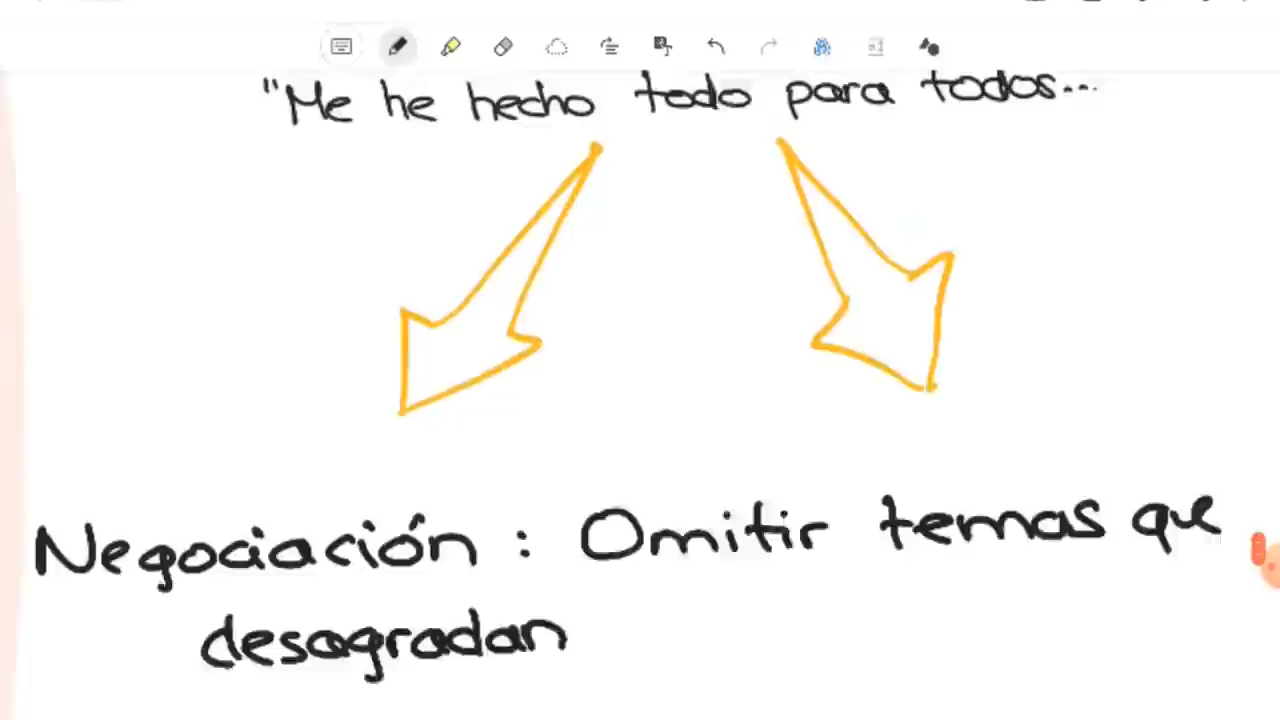 "Me he hecho todo para todos...
Negociación : Omitir temas que
desagradan